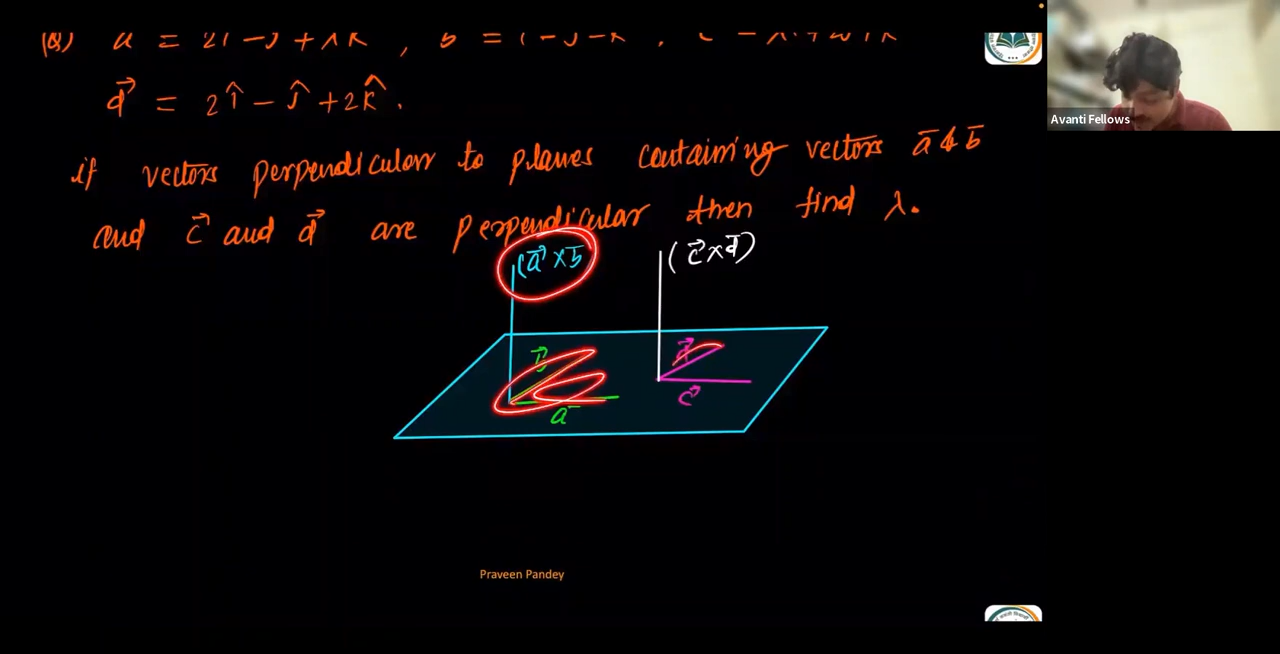 (Q)
d⃗ = 2î - ĵ + 2k̂ .
if vectors perpendicular to planes containing vectors a̅ & b̅
and c⃗ and d⃗ are perpendicular then find λ.
(a⃗ × b̅) (c⃗ × d⃗)
b⃗ d⃗
a̅ c⃗
Avanti Fellows
Praveen Pandey